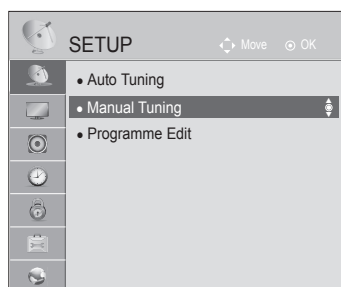 SETUP
Move
OK
• Auto Tuning
• Manual Tuning
• Programme Edit